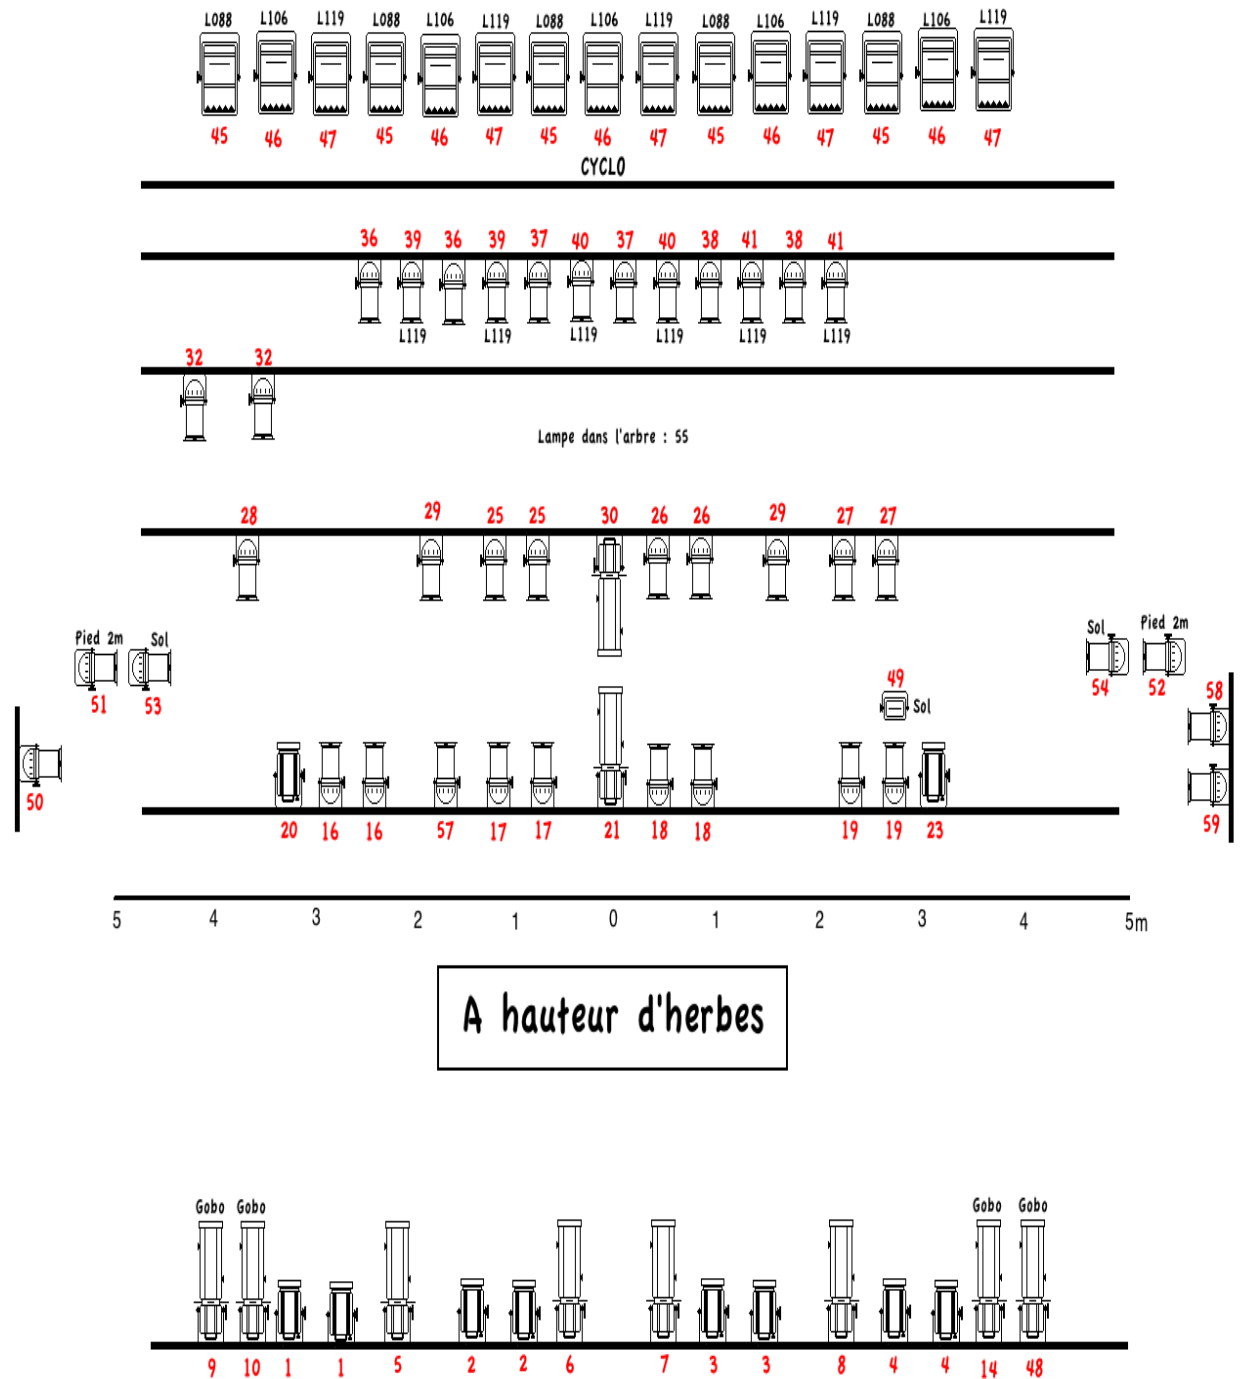 L088 L106 L119 L088 L106 L119 L088 L106 L119 L088 L106 L119 L088 L106 L119
45 46 47 45 46 47 45 46 47 45 46 47 45 46 47
CYCLO
36 39 36 39 37 40 37 40 38 41 38 41
L119 L119 L119 L119 L119 L119
32 32
Lampe dans l'arbre : 55
28 29 25 25 30 26 26 29 27 27
Pied 2m Sol Sol Pied 2m
51 53 54 52
49 58
Sol
50 59
20 16 16 57 17 17 21 18 18 19 19 23
5 4 3 2 1 0 1 2 3 4 5m
A hauteur d'herbes
Gobo Gobo Gobo Gobo
9 10 1 1 5 2 2 6 7 3 3 8 4 4 14 48